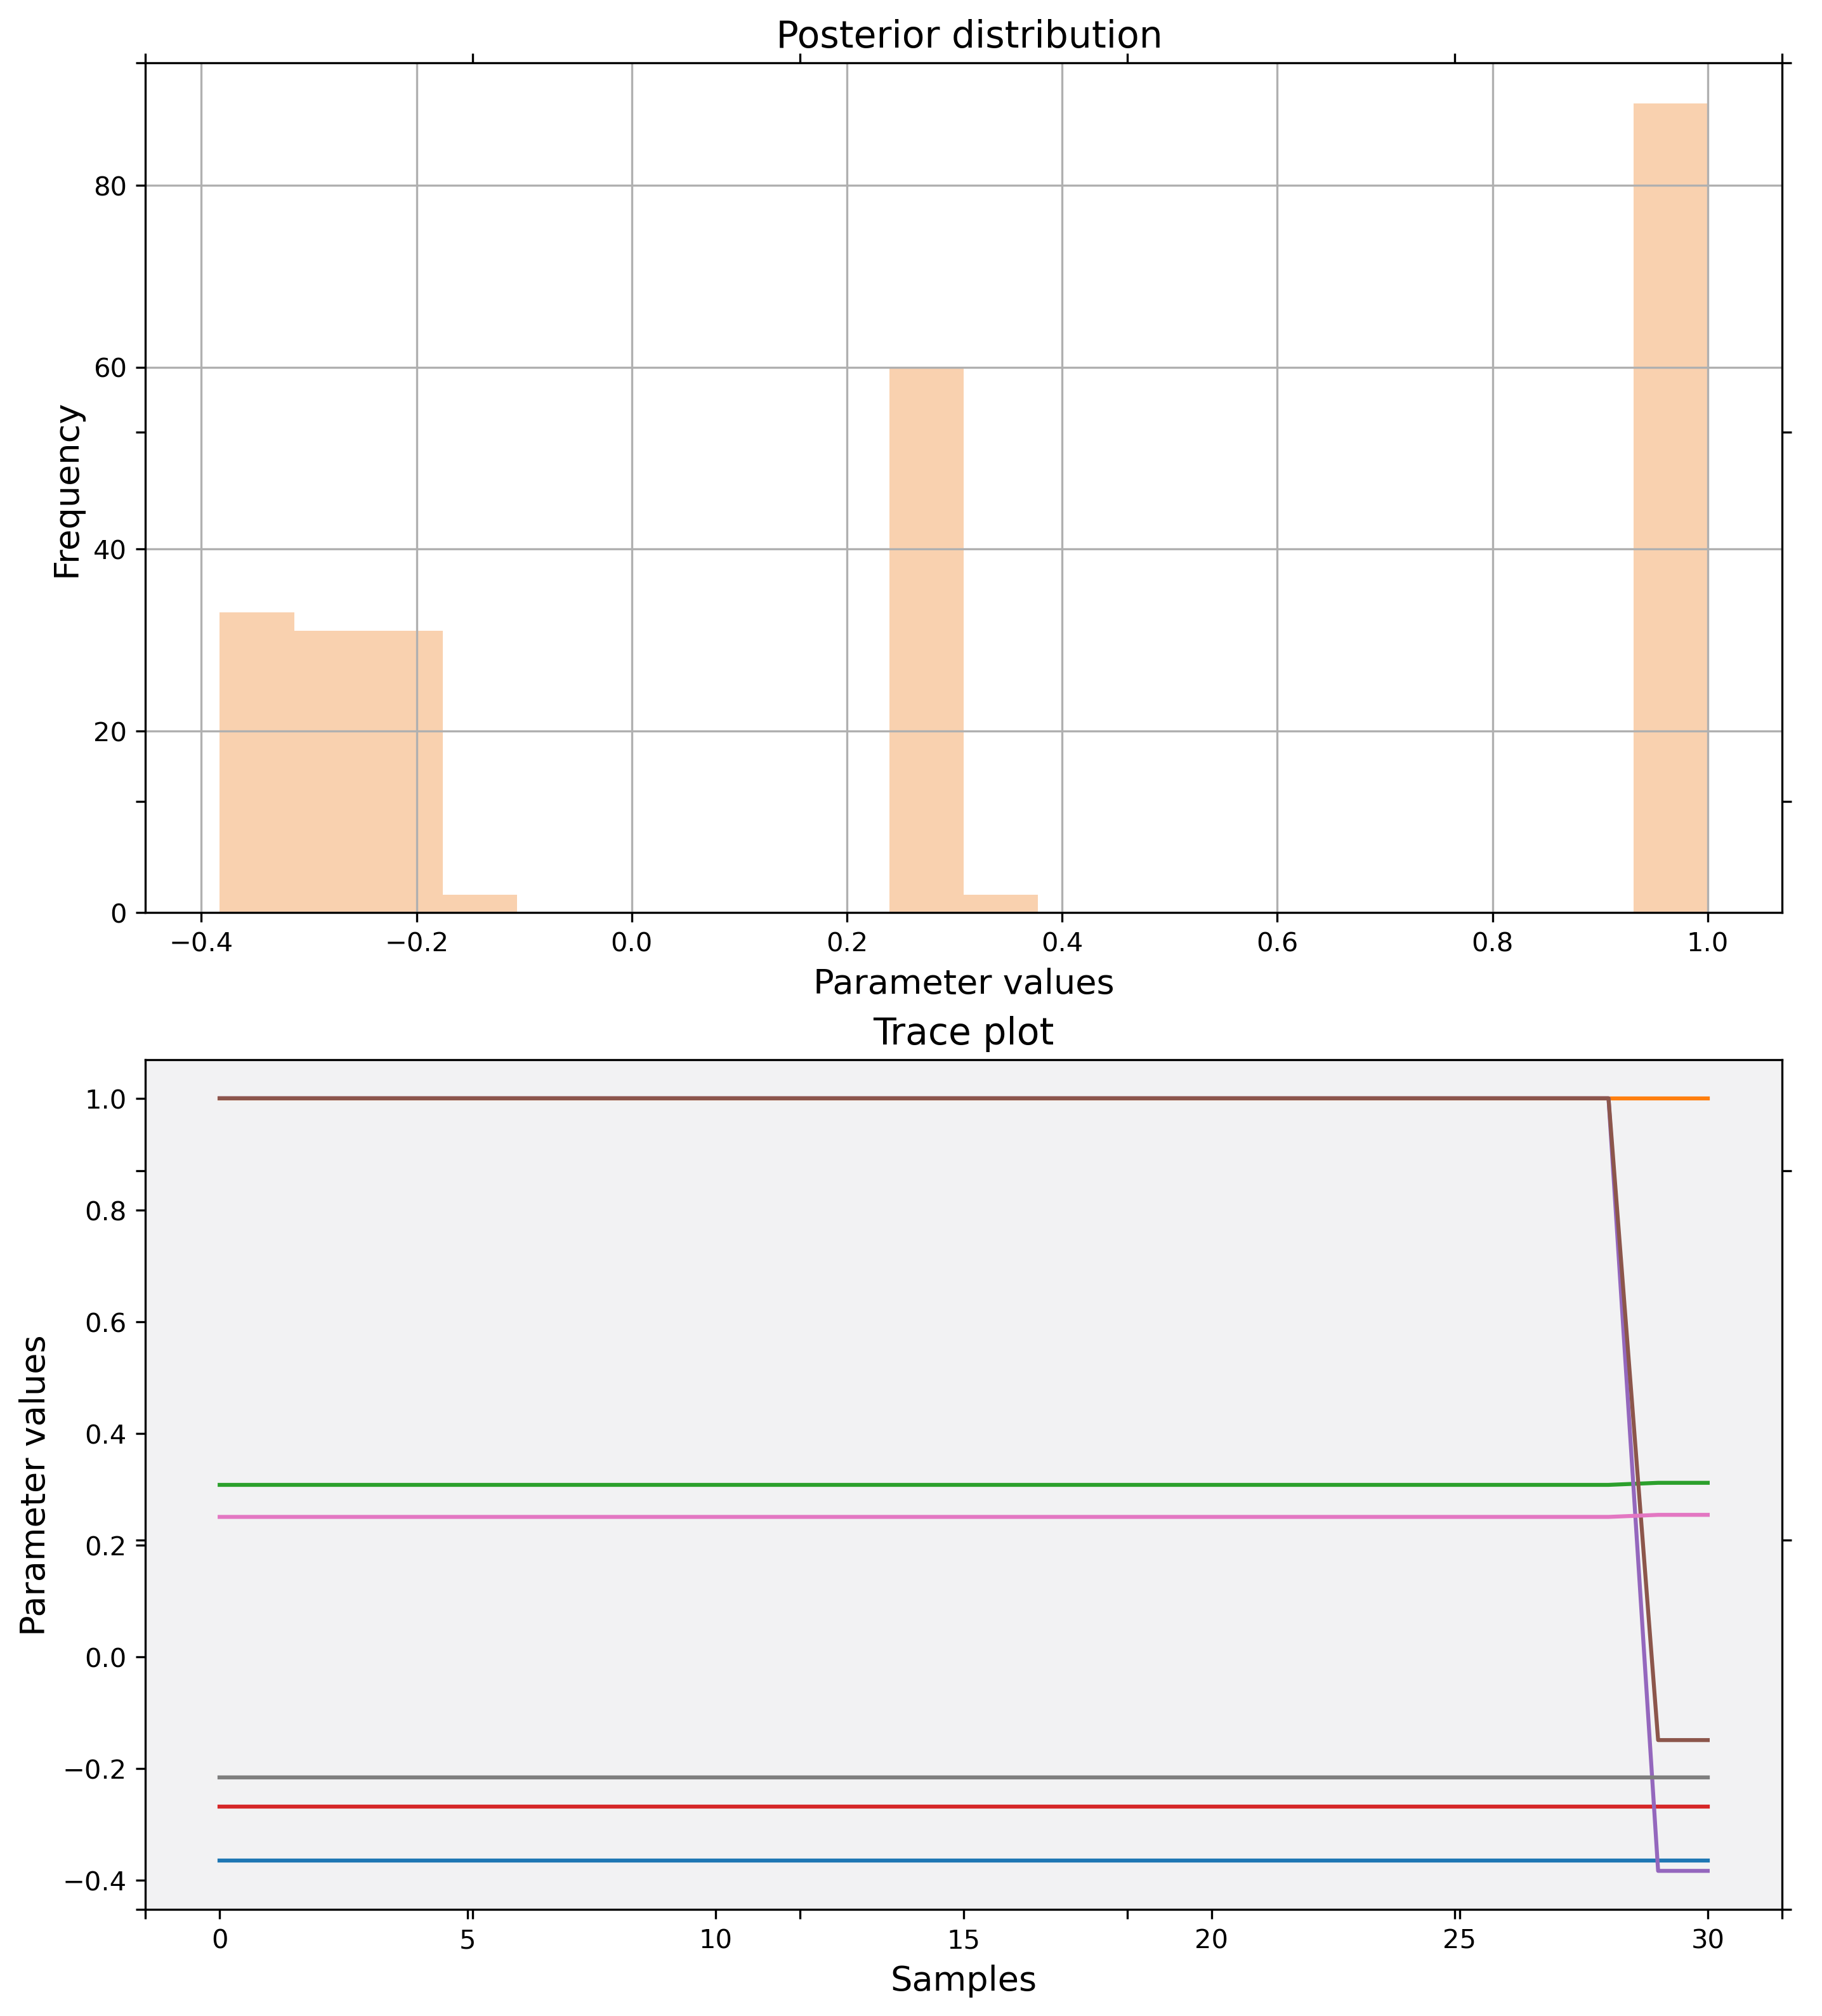 Posterior distribution
80
60
40
20
0
Frequency
−0.4 −0.2 0.0 0.2 0.4 0.6 0.8 1.0
Parameter values
Trace plot
1.0
0.8
0.6
0.4
0.2
0.0
−0.2
−0.4
Parameter values
0 5 10 15 20 25 30
Samples